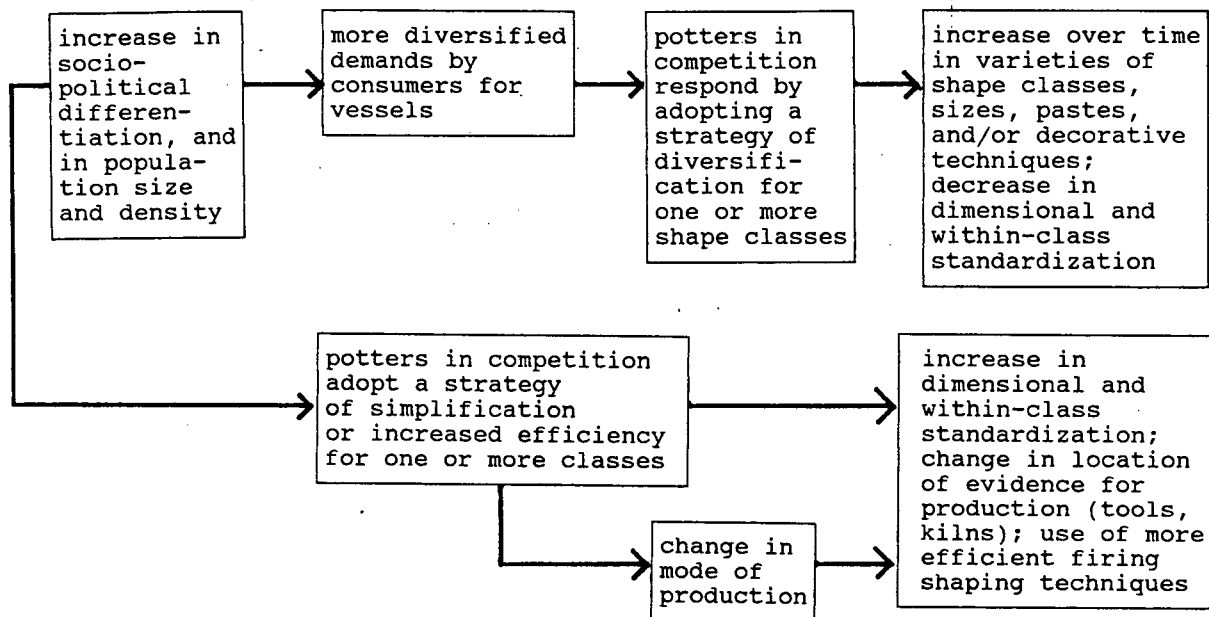 increase in
socio-
political
differen-
tiation, and
in popula-
tion size
and density
more diversified
demands by
consumers for
vessels
potters in
competition
respond by
adopting a
strategy of
diversifi-
cation for
one or more
shape classes
increase over time
in varieties of
shape classes,
sizes, pastes,
and/or decorative
techniques;
decrease in
dimensional and
within-class
standardization
potters in competition
adopt a strategy
of simplification
or increased efficiency
for one or more classes
change in
mode of
production
increase in
dimensional and
within-class
standardization;
change in location
of evidence for
production (tools,
kilns); use of more
efficient firing
shaping techniques